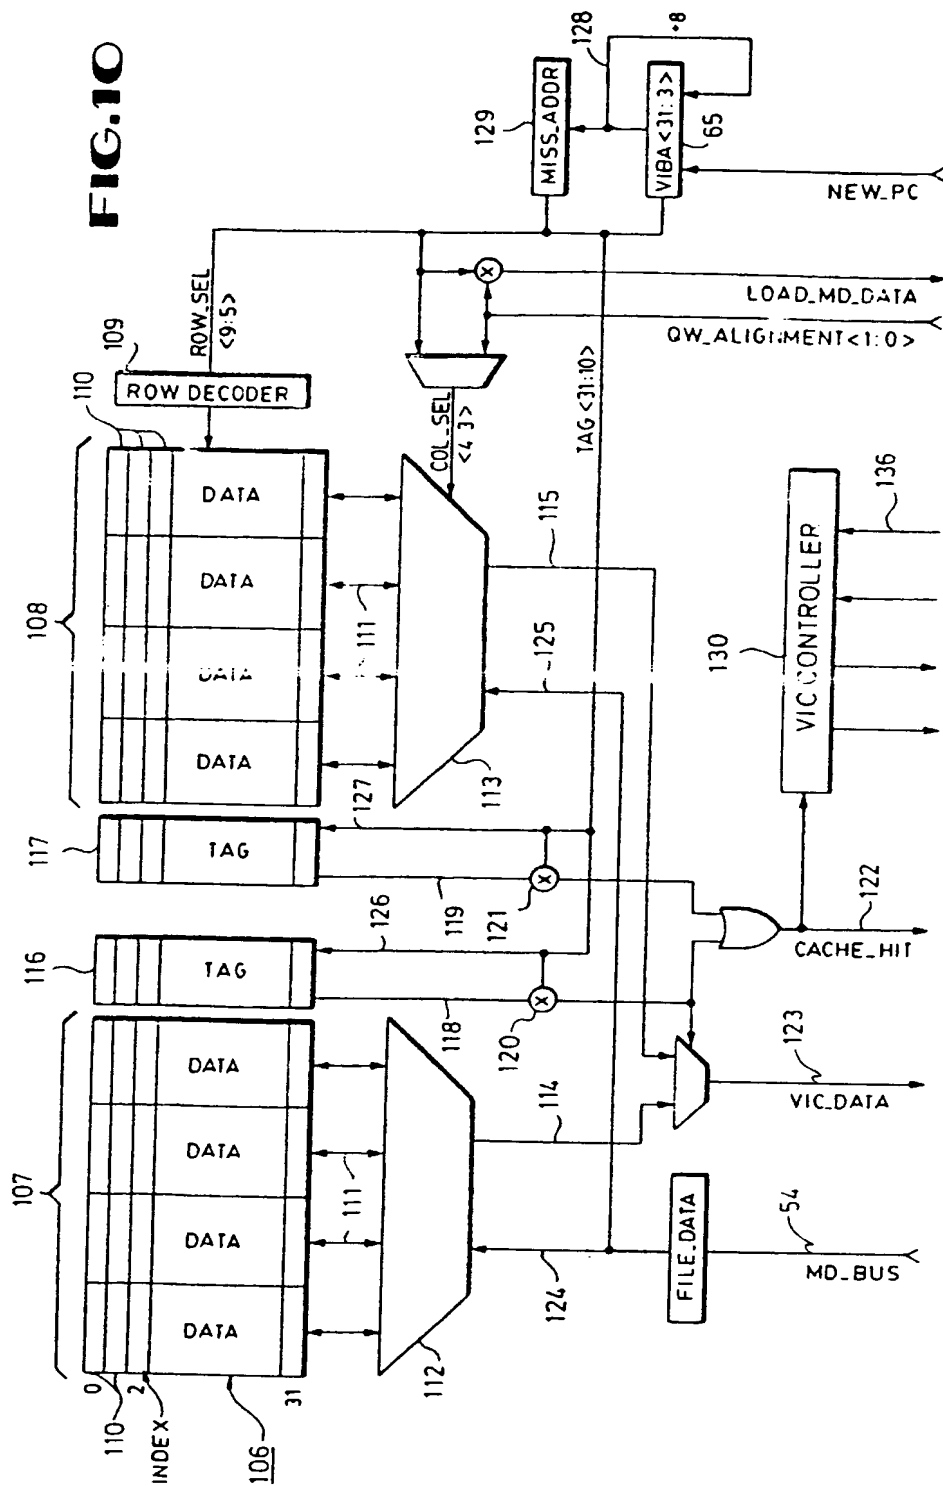 FIG.10
108
110
109
ROW DECODER
ROW_SEL
<9:5>
129
MISS_ADDR
128
+8
VIBA<31:3>
65
NEW_PC
117
TAG
DATA
DATA
DATA
DATA
127
111
113
COL_SEL
<4 3>
LOAD_MD_DATA
QW_ALIGNMENT<1:0>
TAG<31:10>
115
125
119
121
116
TAG
126
118
120
130
VIC CONTROLLER
136
107
0
110
2
INDEX
106
31
DATA
DATA
DATA
DATA
111
112
114
124
FILE_DATA
CACHE_HIT
122
VIC_DATA
123
MD_BUS
54
X
X
X